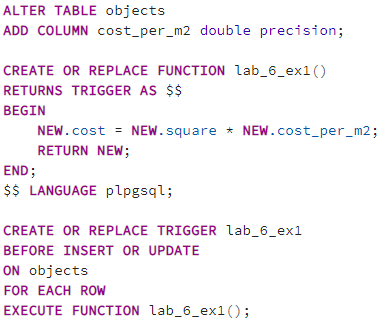 ALTER TABLE objects
ADD COLUMN cost_per_m2 double precision;

CREATE OR REPLACE FUNCTION lab_6_ex1()
RETURNS TRIGGER AS $$
BEGIN
    NEW.cost = NEW.square * NEW.cost_per_m2;
    RETURN NEW;
END;
$$ LANGUAGE plpgsql;

CREATE OR REPLACE TRIGGER lab_6_ex1
BEFORE INSERT OR UPDATE
ON objects
FOR EACH ROW
EXECUTE FUNCTION lab_6_ex1();